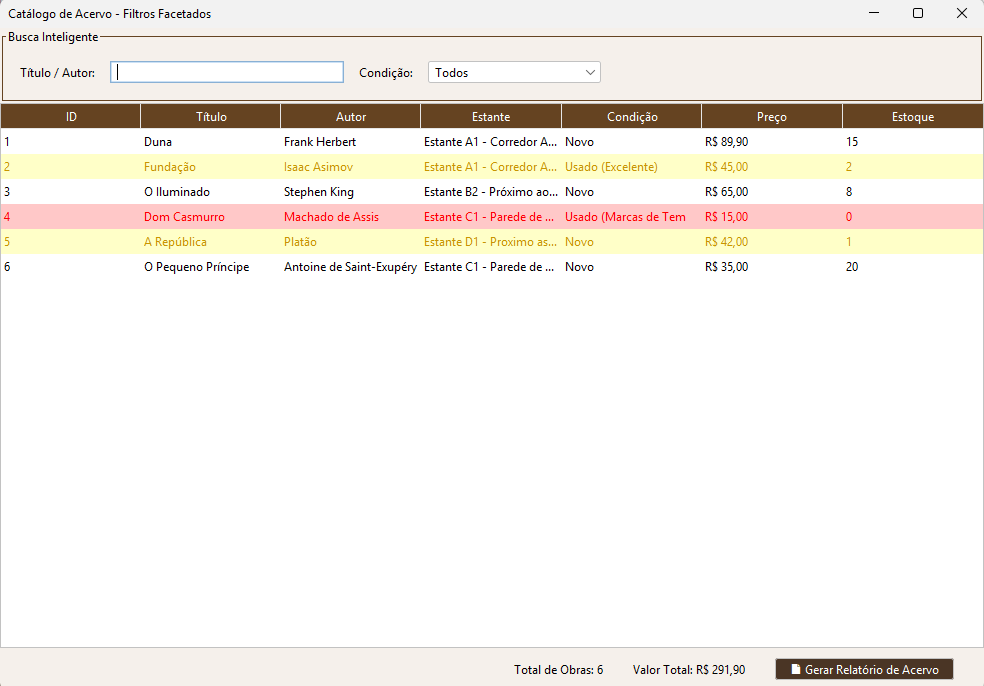 Catálogo de Acervo - Filtros Facetados
Busca Inteligente
Título / Autor: Condição: Todos
ID Título Autor Estante Condição Preço Estoque
1 Duna Frank Herbert Estante A1 - Corredor A... Novo R$ 89,90 15
2 Fundação Isaac Asimov Estante A1 - Corredor A... Usado (Excelente) R$ 45,00 2
3 O Iluminado Stephen King Estante B2 - Próximo ao... Novo R$ 65,00 8
4 Dom Casmurro Machado de Assis Estante C1 - Parede de ... Usado (Marcas de Tem R$ 15,00 0
5 A República Platão Estante D1 - Proximo as... Novo R$ 42,00 1
6 O Pequeno Príncipe Antoine de Saint-Exupéry Estante C1 - Parede de ... Novo R$ 35,00 20
Total de Obras: 6 Valor Total: R$ 291,90 Gerar Relatório de Acervo